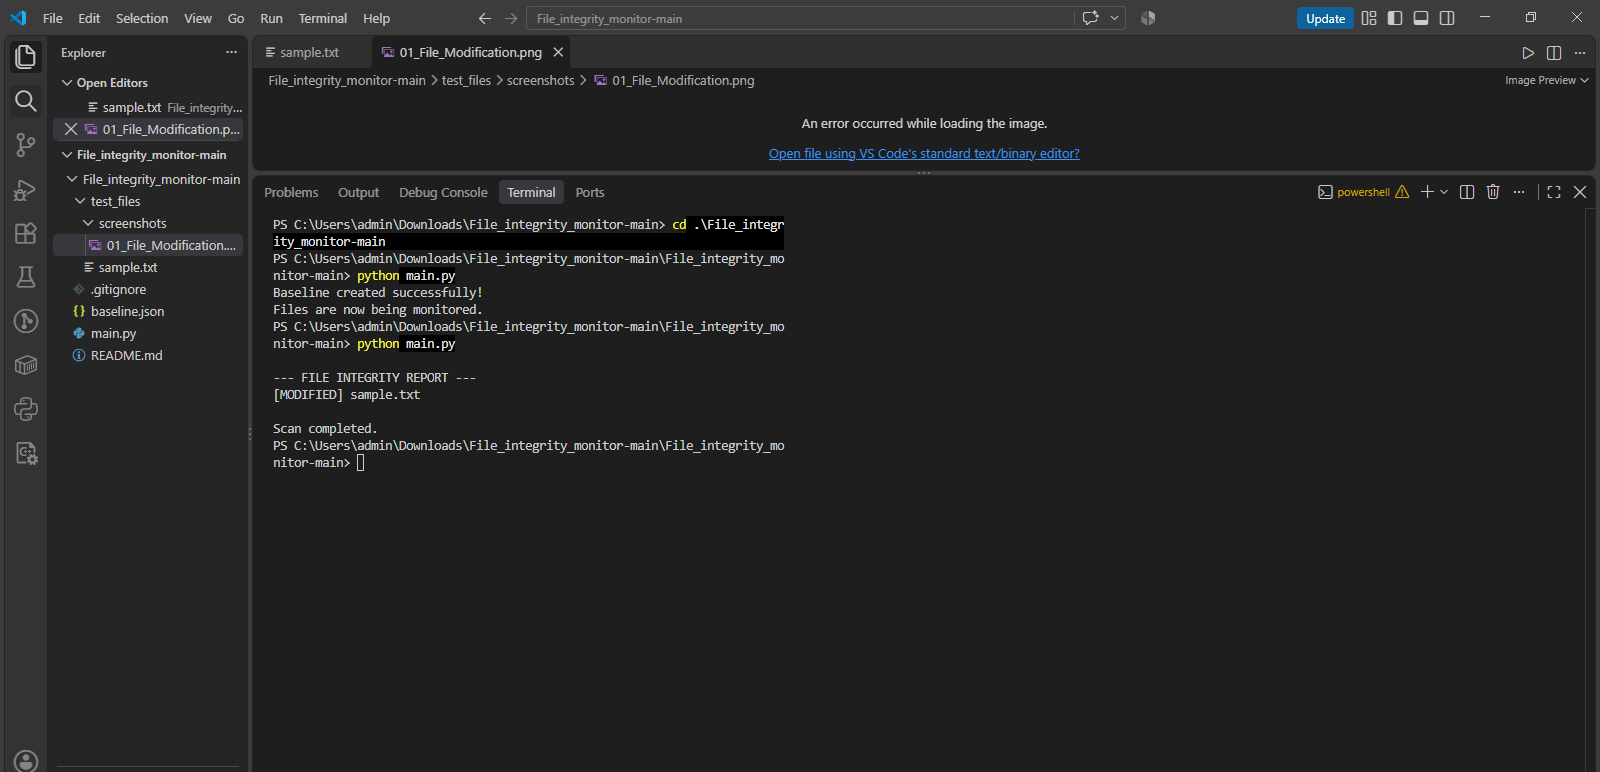 File Edit Selection View Go Run Terminal Help
File_integrity_monitor-main
Update
Explorer
Open Editors
sample.txt File_integrity...
01_File_Modification.p...
File_integrity_monitor-main
File_integrity_monitor-main
test_files
screenshots
01_File_Modification....
sample.txt
.gitignore
{} baseline.json
main.py
README.md
sample.txt
01_File_Modification.png
File_integrity_monitor-main > test_files > screenshots > 01_File_Modification.png
Image Preview
An error occurred while loading the image.
Open file using VS Code's standard text/binary editor?
Problems Output Debug Console Terminal Ports
powershell
PS C:\Users\admin\Downloads\File_integrity_monitor-main> cd .\File_integr
ity_monitor-main
PS C:\Users\admin\Downloads\File_integrity_monitor-main\File_integrity_mo
nitor-main> python main.py
Baseline created successfully!
Files are now being monitored.
PS C:\Users\admin\Downloads\File_integrity_monitor-main\File_integrity_mo
nitor-main> python main.py
--- FILE INTEGRITY REPORT ---
[MODIFIED] sample.txt
Scan completed.
PS C:\Users\admin\Downloads\File_integrity_monitor-main\File_integrity_mo
nitor-main>